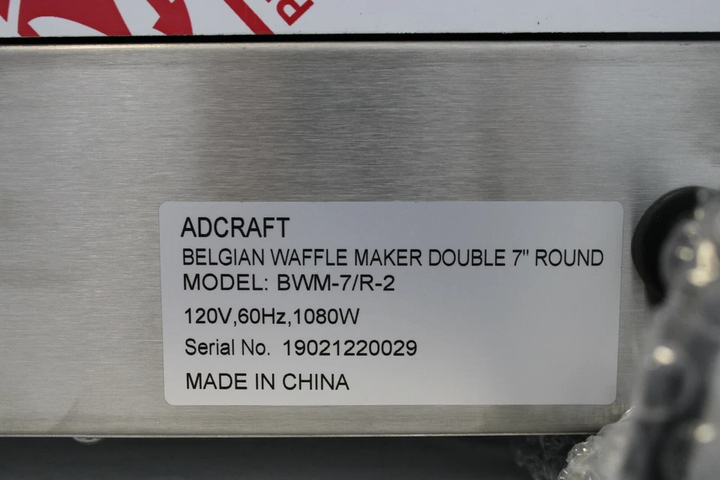 ADCRAFT
BELGIAN WAFFLE MAKER DOUBLE 7" ROUND
MODEL: BWM-7/R-2
120V,60Hz,1080W
Serial No. 19021220029
MADE IN CHINA